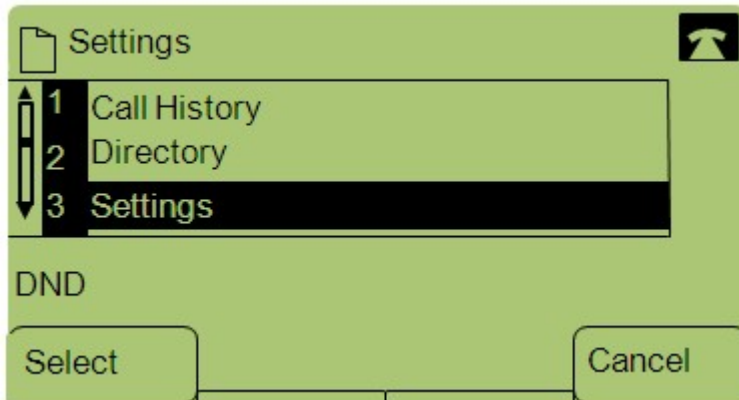 Settings
1 Call History
2 Directory
3 Settings
DND
Select Cancel